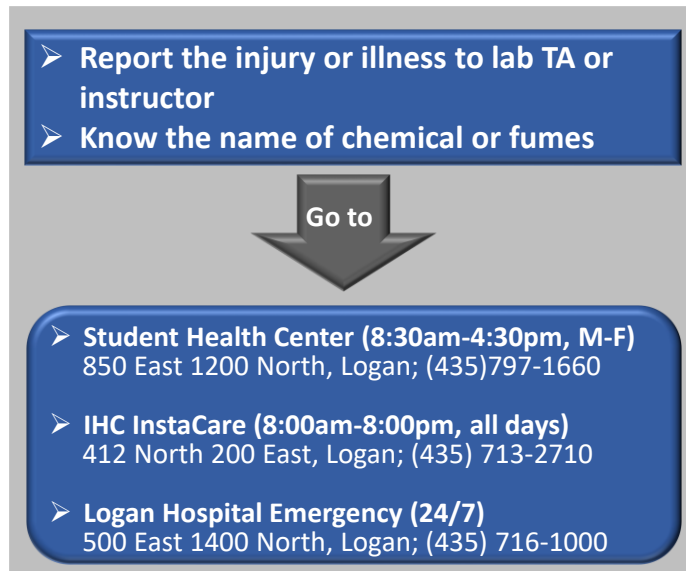 ➢ Report the injury or illness to lab TA or
instructor
➢ Know the name of chemical or fumes
Go to
➢ Student Health Center (8:30am-4:30pm, M-F)
850 East 1200 North, Logan; (435)797-1660
➢ IHC InstaCare (8:00am-8:00pm, all days)
412 North 200 East, Logan; (435) 713-2710
➢ Logan Hospital Emergency (24/7)
500 East 1400 North, Logan; (435) 716-1000